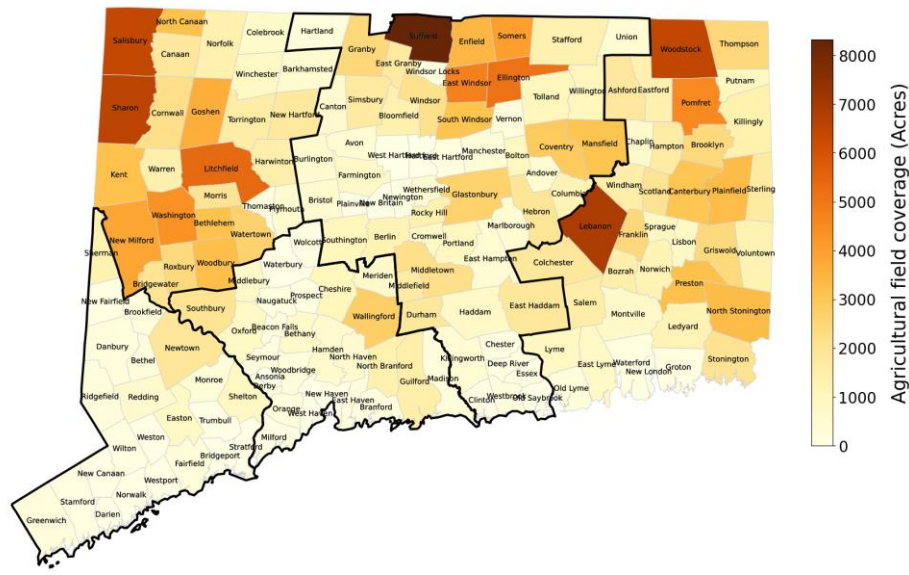 North Canaan
Salisbury
Canaan
Norfolk
Colebrook
Hartland
Granby
Suffield
Enfield
Somers
Stafford
Union
Woodstock
Thompson
East Granby
Windsor Locks
Winchester
Barkhamsted
East Windsor
Ellington
Tolland
Willington
Ashford
Eastford
Pomfret
Putnam
Sharon
Cornwall
Goshen
Torrington
New Hartford
Canton
Simsbury
Windsor
Bloomfield
South Windsor
Vernon
Killingly
Avon
West Hartford
Hartford
East Hartford
Manchester
Bolton
Coventry
Mansfield
Chaplin
Hampton
Brooklyn
Kent
Warren
Litchfield
Harwinton
Burlington
Farmington
Wethersfield
Newington
Glastonbury
Andover
Columbia
Windham
Scotland
Canterbury
Plainfield
Sterling
Morris
Thomaston
Plymouth
Bristol
Plainville
New Britain
Rocky Hill
Hebron
Lebanon
Franklin
Sprague
Lisbon
Griswold
Voluntown
Washington
Bethlehem
Watertown
New Milford
Sherman
Roxbury
Woodbury
Wolcott
Southington
Berlin
Cromwell
Portland
Marlborough
East Hampton
Colchester
Bozrah
Norwich
Preston
North Stonington
Bridgewater
Middlebury
Waterbury
Cheshire
Meriden
Middletown
Middlefield
New Fairfield
Brookfield
Southbury
Naugatuck
Prospect
Wallingford
Durham
Haddam
East Haddam
Salem
Montville
Ledyard
Stonington
Danbury
Bethel
Newtown
Oxford
Beacon Falls
Bethany
Hamden
North Haven
North Branford
Guilford
Madison
Killingworth
Chester
Deep River
Essex
Lyme
East Lyme
Waterford
New London
Groton
Ridgefield
Redding
Monroe
Seymour
Woodbridge
Ansonia
Derby
Shelton
Orange
New Haven
West Haven
East Haven
Branford
Clinton
Westbrook
Old Saybrook
Old Lyme
Easton
Trumbull
Weston
Wilton
Milford
Stratford
Bridgeport
Fairfield
New Canaan
Westport
Norwalk
Stamford
Darien
Greenwich
8000
7000
6000
5000
4000
3000
2000
1000
0
Agricultural field coverage (Acres)